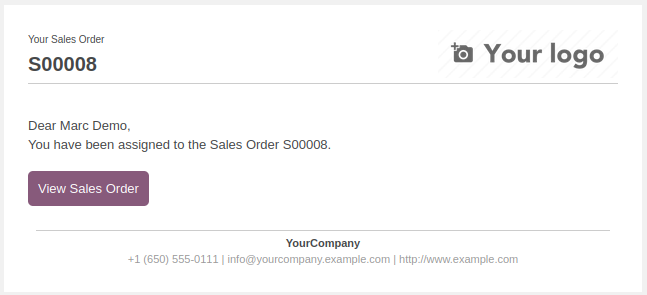 Your Sales Order
S00008
Your logo
Dear Marc Demo,
You have been assigned to the Sales Order S00008.
View Sales Order
YourCompany
+1 (650) 555-0111 | info@yourcompany.example.com | http://www.example.com